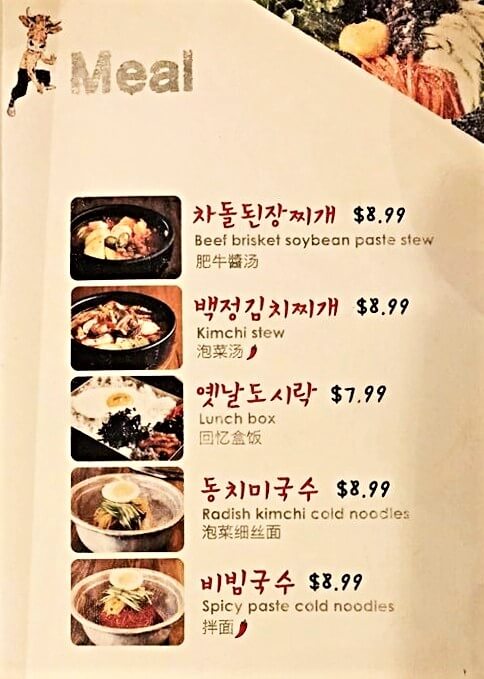 Meal
차돌된장찌개 $8.99
Beef brisket soybean paste stew
肥牛醬汤
백정김치찌개 $8.99
Kimchi stew
泡菜汤
옛날도시락 $7.99
Lunch box
回忆盒饭
동치미국수 $8.99
Radish kimchi cold noodles
泡菜细丝面
비빔국수 $8.99
Spicy paste cold noodles
拌面